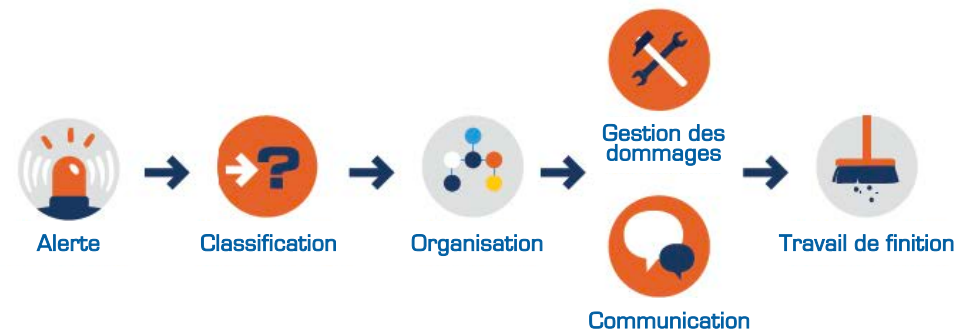 Alerte
Classification
Organisation
Gestion des
dommages
Communication
Travail de finition